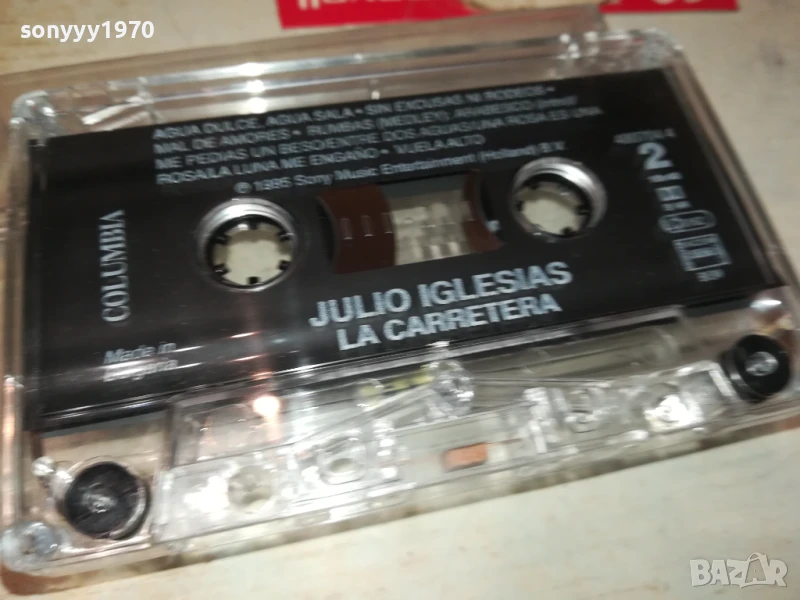 sonyyy1970
AGUA DULCE, AGUA SALA • SIN EXCUSAS NI RODEOS •
MAL DE AMORES • RUMBAS (MEDLEY):
ME PEDIAS UN BESO/ENTRE DOS AGUAS/UNA ROSA ES UNA
ROSA/LA LUNA ME ENGAÑO • VUELA ALTO
℗ 1995 Sony Music Entertainment (Holland) B.V.
2
COLUMBIA
JULIO IGLESIAS
LA CARRETERA
Made in
BAZAR